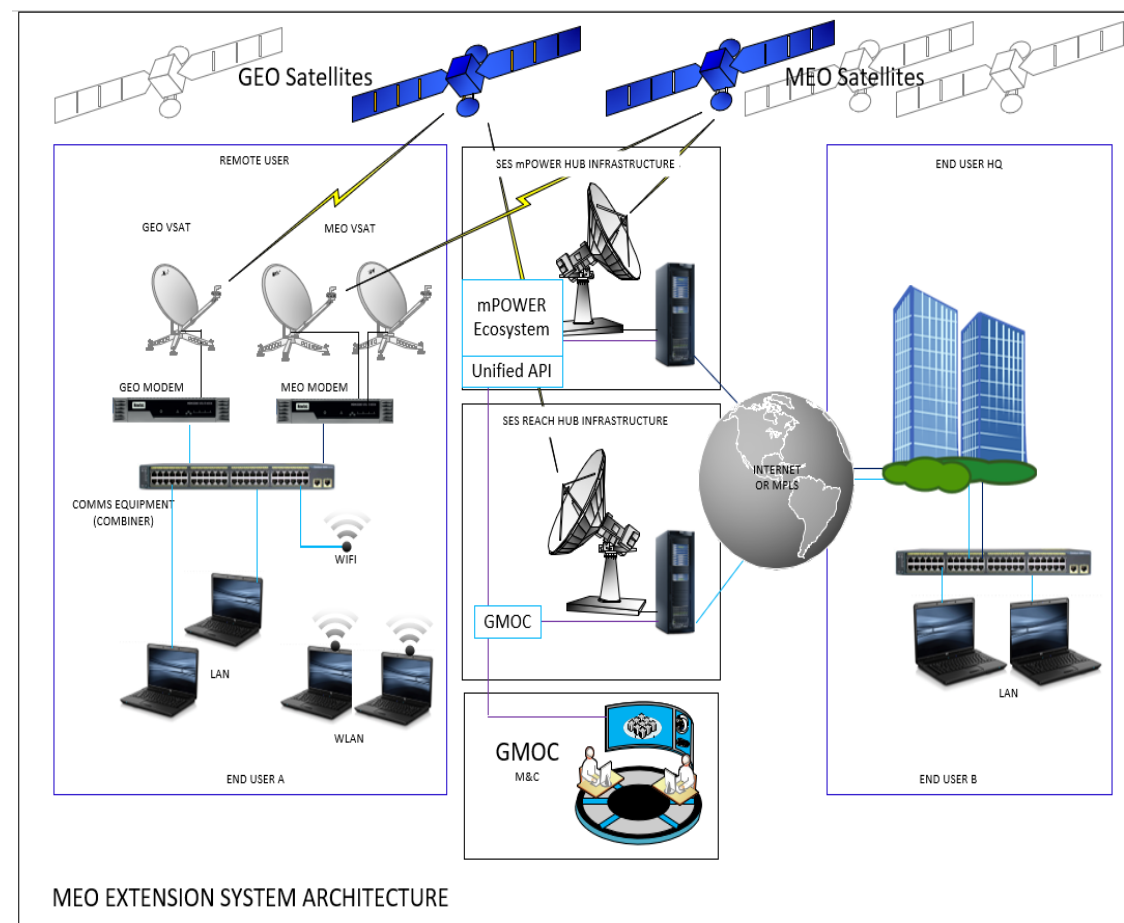 GEO Satellites
MEO Satellites
REMOTE USER
SES mPOWER HUB INFRASTRUCTURE
END USER HQ
GEO VSAT
MEO VSAT
mPOWER
Ecosystem
Unified API
GEO MODEM
MEO MODEM
SES REACH HUB INFRASTRUCTURE
INTERNET
OR MPLS
COMMS EQUIPMENT
(COMBINER)
WIFI
GMOC
LAN
LAN
WLAN
GMOC
M&C
END USER A
END USER B
MEO EXTENSION SYSTEM ARCHITECTURE